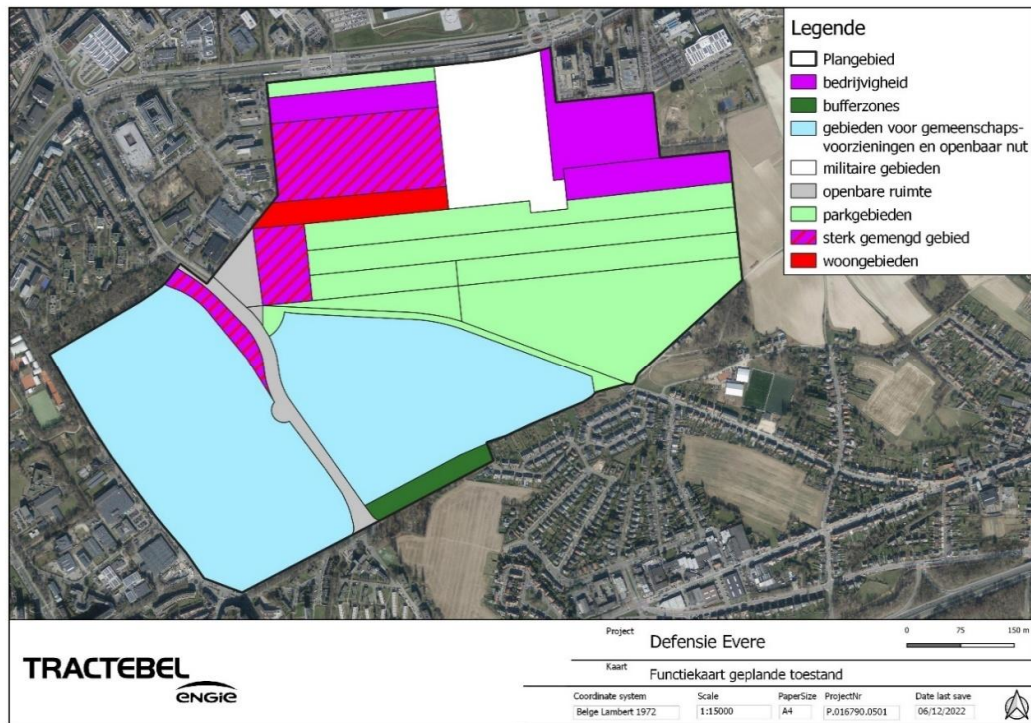 Legende
Plangebied
bedrijvigheid
bufferzones
gebieden voor gemeenschaps-
voorzieningen en openbaar nut
militaire gebieden
openbare ruimte
parkgebieden
sterk gemengd gebied
woongebieden
TRACTEBEL
ENGIE
Project Defensie Evere
0 75 150 m
Kaart Functiekaart geplande toestand
Coordinate system Scale PaperSize ProjectNr Date last save
Belge Lambert 1972 1:15000 A4 P.016790.0501 06/12/2022